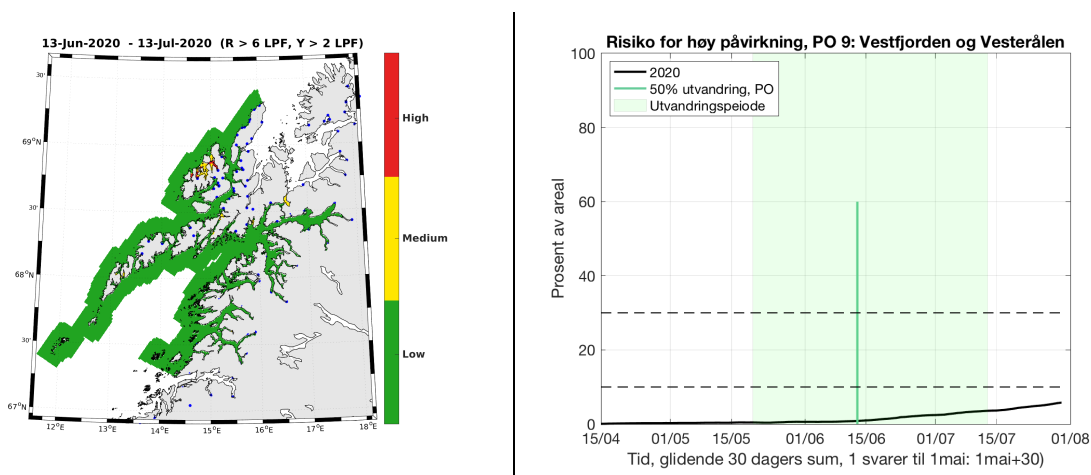 13-Jun-2020 - 13-Jul-2020 (R > 6 LPF, Y > 2 LPF)
30'
69°N
30'
68°N
30'
67°N
12°E 13°E 14°E 15°E 16°E 17°E 18°E
High
Medium
Low
Risiko for høy påvirkning, PO 9: Vestfjorden og Vesterålen
2020
50% utvandring, PO
Utvandringspeiode
Prosent av areal
100
80
60
40
20
0
15/04 01/05 15/05 01/06 15/06 01/07 15/07 01/08
Tid, glidende 30 dagers sum, 1 svarer til 1mai: 1mai+30)